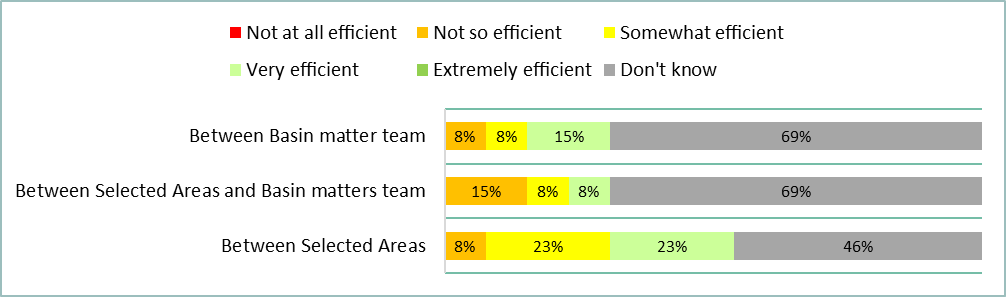 Not at all efficient Not so efficient Somewhat efficient
Very efficient Extremely efficient Don't know
Between Basin matter team 8% 8% 15% 69%
Between Selected Areas and Basin matters team 15% 8% 8% 69%
Between Selected Areas 8% 23% 23% 46%